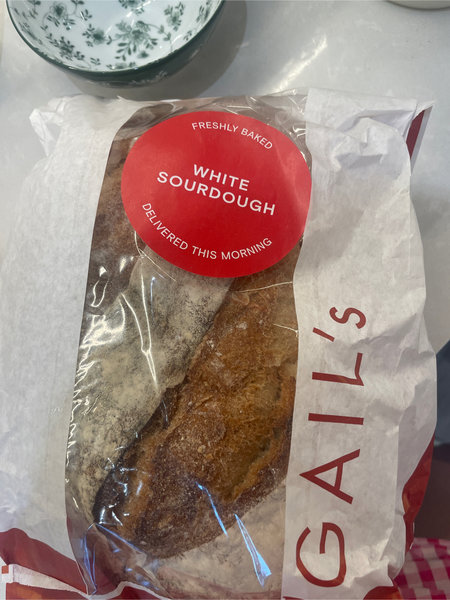 FRESHLY BAKED
WHITE
SOURDOUGH
DELIVERED THIS MORNING
GAIL's